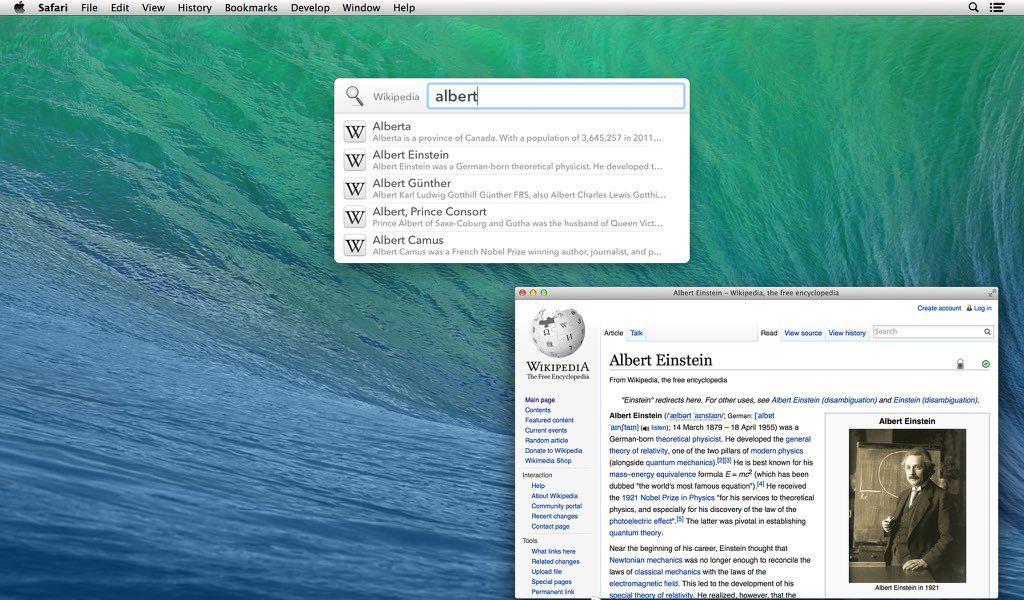 Safari File Edit View History Bookmarks Develop Window Help
Wikipedia albert
Alberta
Alberta is a province of Canada. With a population of 3,645,257 in 2011...
Albert Einstein
Albert Einstein was a German-born theoretical physicist. He developed t...
Albert Günther
Albert Karl Ludwig Gotthilf Günther FRS, also Albert Charles Lewis Gotthi...
Albert, Prince Consort
Prince Albert of Saxe-Coburg and Gotha was the husband of Queen Vict...
Albert Camus
Albert Camus was a French Nobel Prize winning author, journalist, and p...
Albert Einstein – Wikipedia, the free encyclopedia
Create account Log in
Article Talk Read View source View history Search
WIKIPEDIA
The Free Encyclopedia
Main page
Contents
Featured content
Current events
Random article
Donate to Wikipedia
Wikimedia Shop
Interaction
Help
About Wikipedia
Community portal
Recent changes
Contact page
Tools
What links here
Related changes
Upload file
Special pages
Permanent link
Albert Einstein
From Wikipedia, the free encyclopedia
"Einstein" redirects here. For other uses, see Albert Einstein (disambiguation) and Einstein (disambiguation).
Albert Einstein (/ˈælbərt ˈaɪnstaɪn/; German: [ˈalbɐt
ˈaɪnʃtaɪn] (listen); 14 March 1879 – 18 April 1955) was a
German-born theoretical physicist. He developed the general
theory of relativity, one of the two pillars of modern physics
(alongside quantum mechanics).[2][3] He is best known for his
mass–energy equivalence formula E = mc² (which has been
dubbed "the world's most famous equation").[4] He received
the 1921 Nobel Prize in Physics "for his services to theoretical
physics, and especially for his discovery of the law of the
photoelectric effect".[5] The latter was pivotal in establishing
quantum theory.
Near the beginning of his career, Einstein thought that
Newtonian mechanics was no longer enough to reconcile the
laws of classical mechanics with the laws of the
electromagnetic field. This led to the development of his
special theory of relativity. He realized, however, that the
Albert Einstein
Albert Einstein in 1921